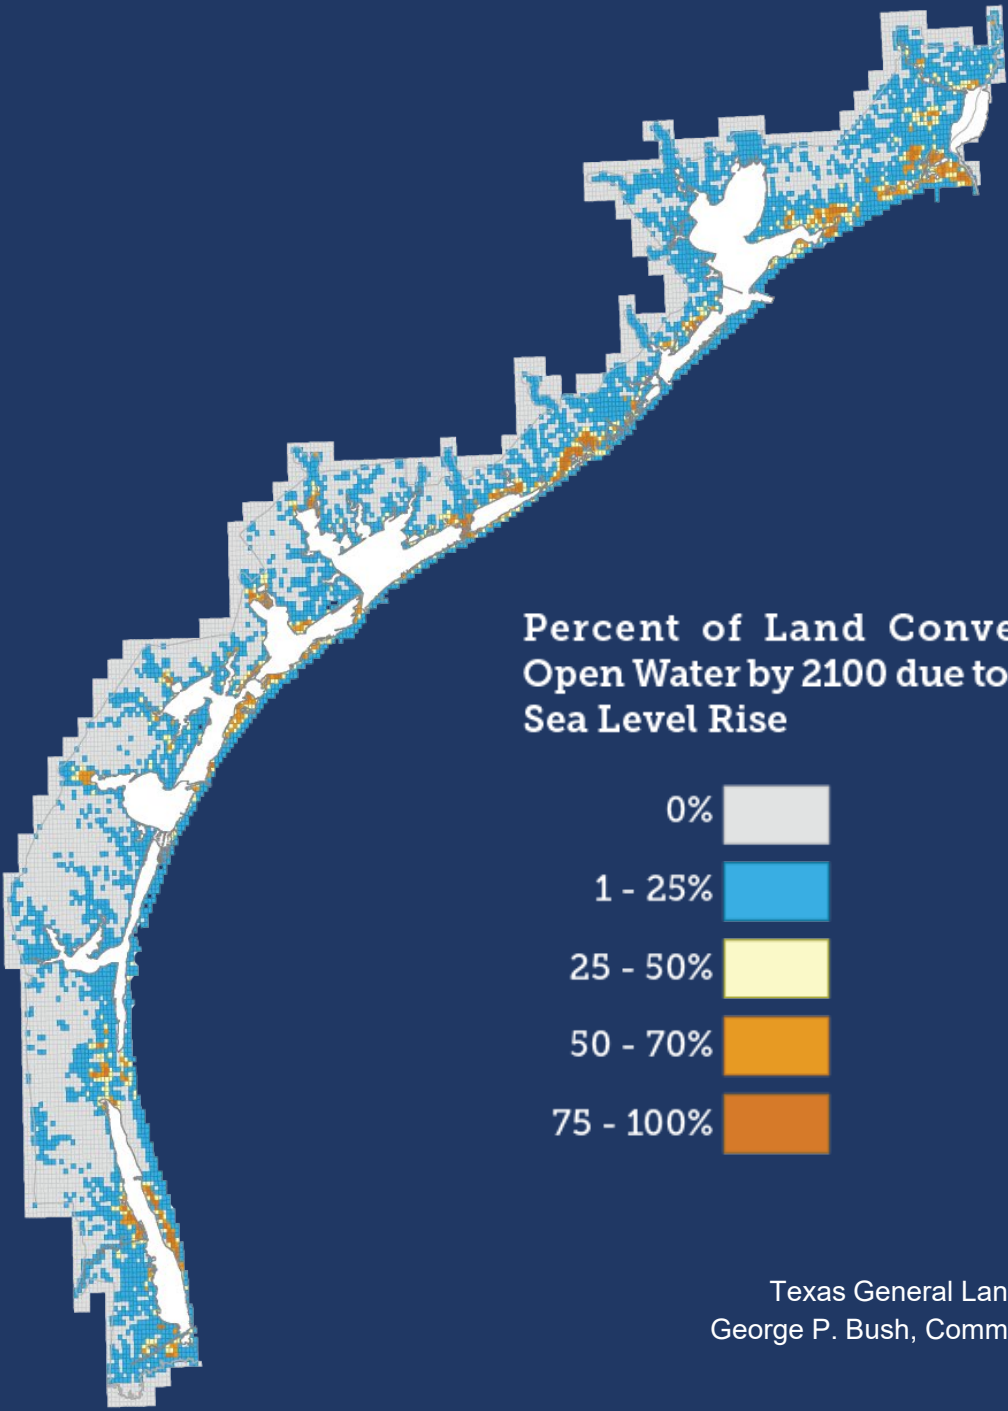 Percent of Land Conve
Open Water by 2100 due to
Sea Level Rise
0%
1 - 25%
25 - 50%
50 - 70%
75 - 100%
Texas General Lan
George P. Bush, Comm